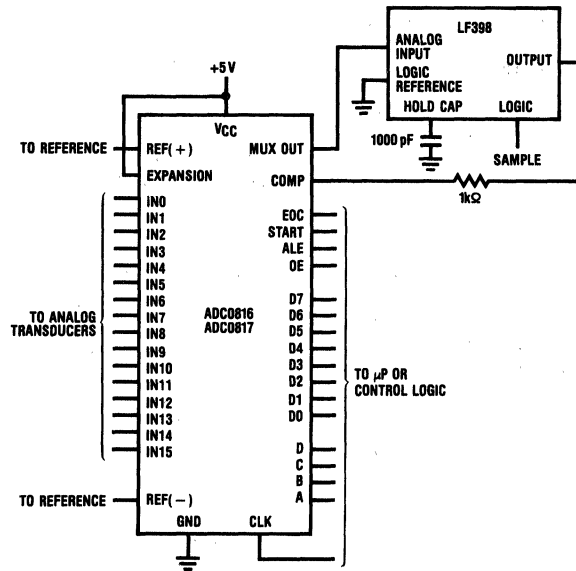 LF398
ANALOG
INPUT
OUTPUT
LOGIC
REFERENCE
HOLD CAP
LOGIC
1000 pF
SAMPLE
+5 V
VCC
TO REFERENCE
REF(+)
MUX OUT
EXPANSION
COMP
1kΩ
IN0
IN1
IN2
IN3
IN4
IN5
IN6
IN7
IN8
IN9
IN10
IN11
IN12
IN13
IN14
IN15
TO ANALOG
TRANSDUCERS
ADC0816
ADC0817
EOC
START
ALE
OE
D7
D6
D5
D4
D3
D2
D1
D0
D
C
B
A
TO µP OR
CONTROL LOGIC
TO REFERENCE
REF(−)
GND
CLK